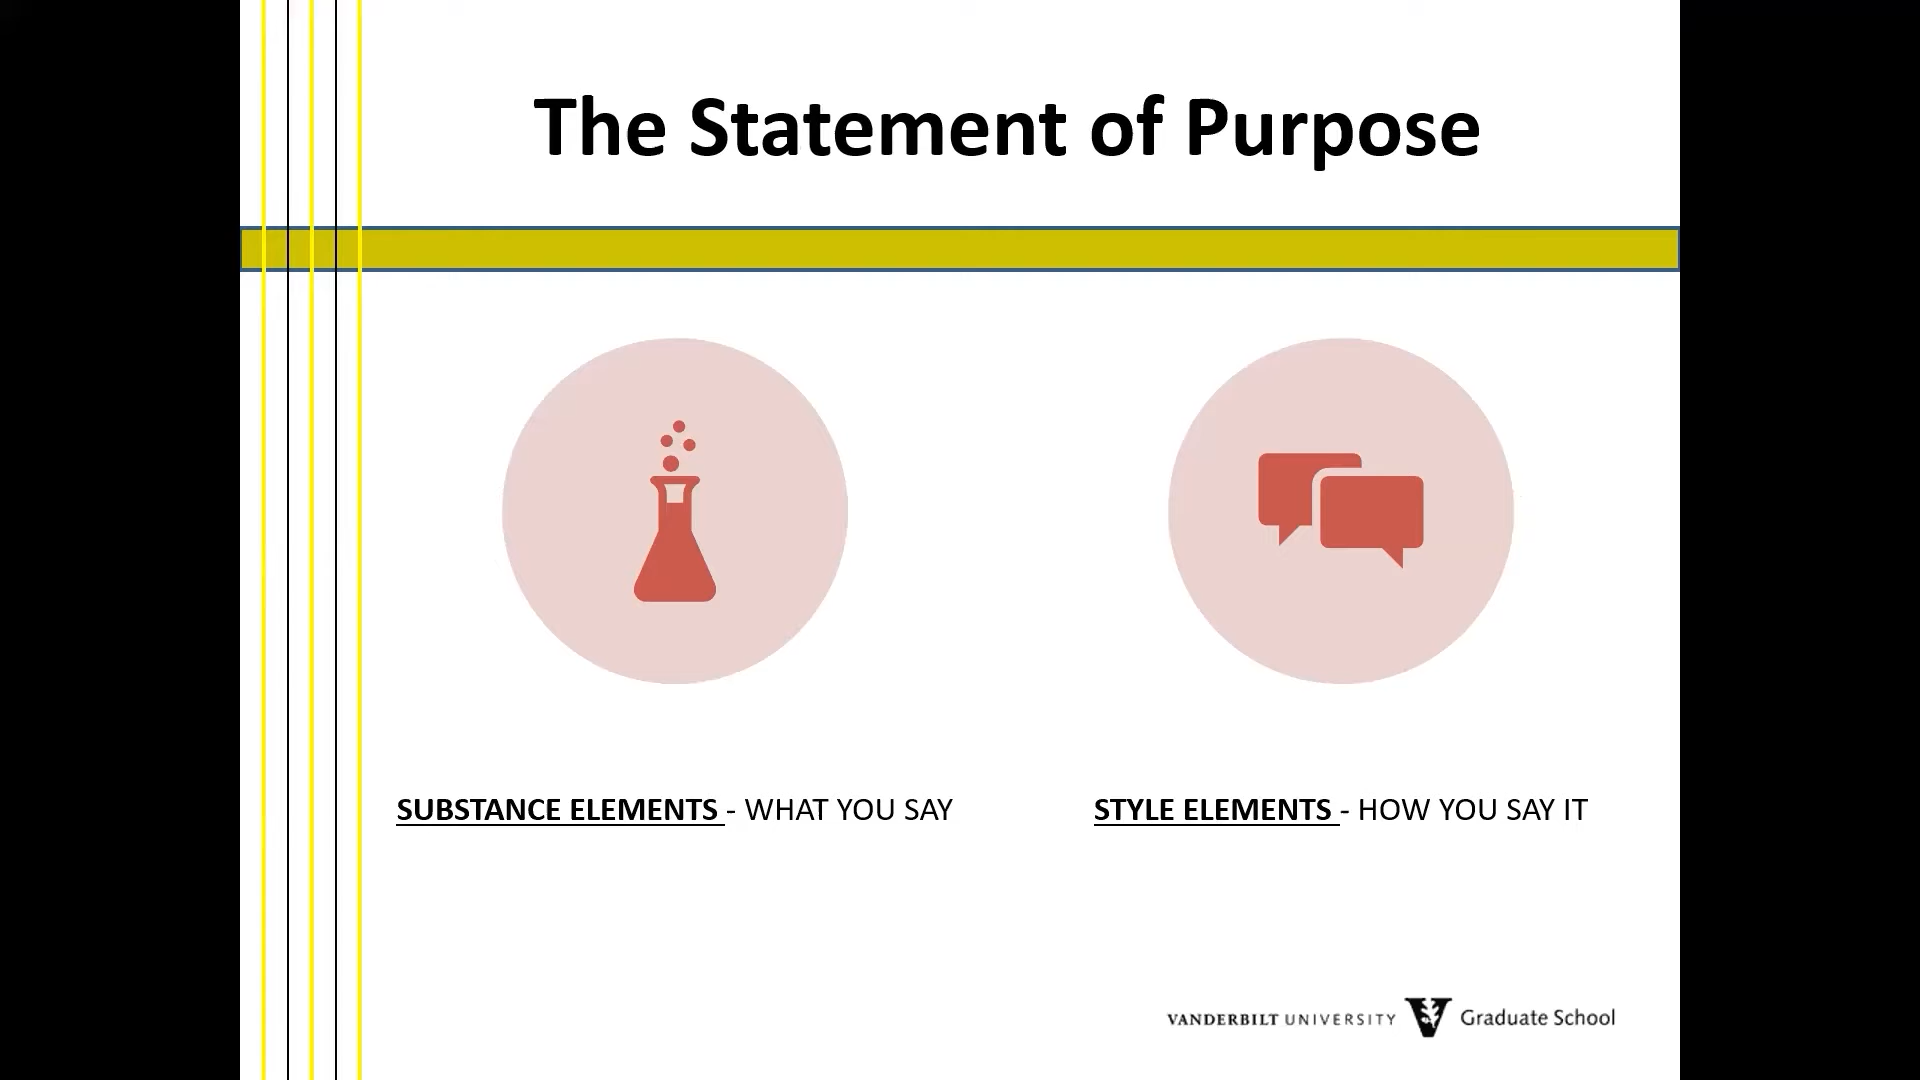 The Statement of Purpose
SUBSTANCE ELEMENTS - WHAT YOU SAY
STYLE ELEMENTS - HOW YOU SAY IT
VANDERBILT UNIVERSITY V Graduate School